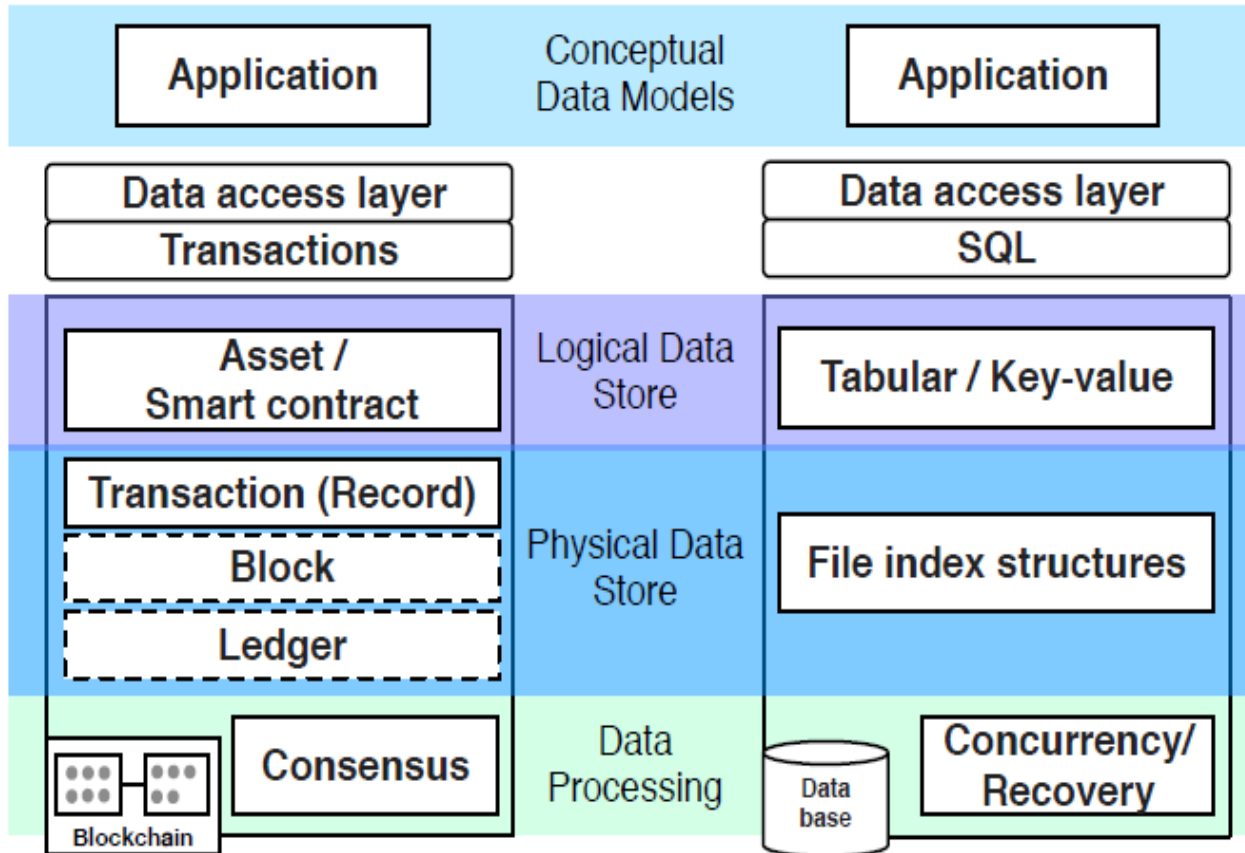 Application
Conceptual
Data Models
Application
Data access layer
Transactions
Data access layer
SQL
Asset /
Smart contract
Logical Data
Store
Tabular / Key-value
Transaction (Record)
Block
Ledger
Physical Data
Store
File index structures
Blockchain
Consensus
Data
Processing
Data
base
Concurrency/
Recovery